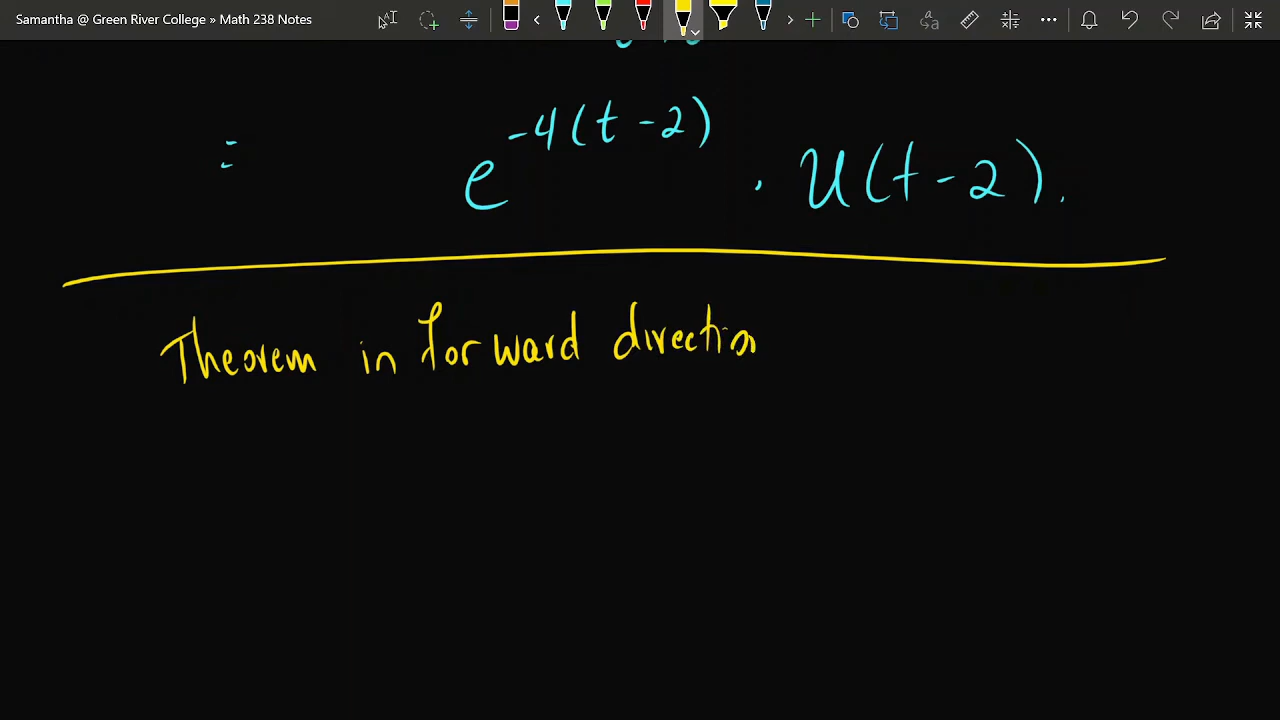 Samantha @ Green River College » Math 238 Notes
= e^{-4(t-2)} · U(t-2).
Theorem in forward direction